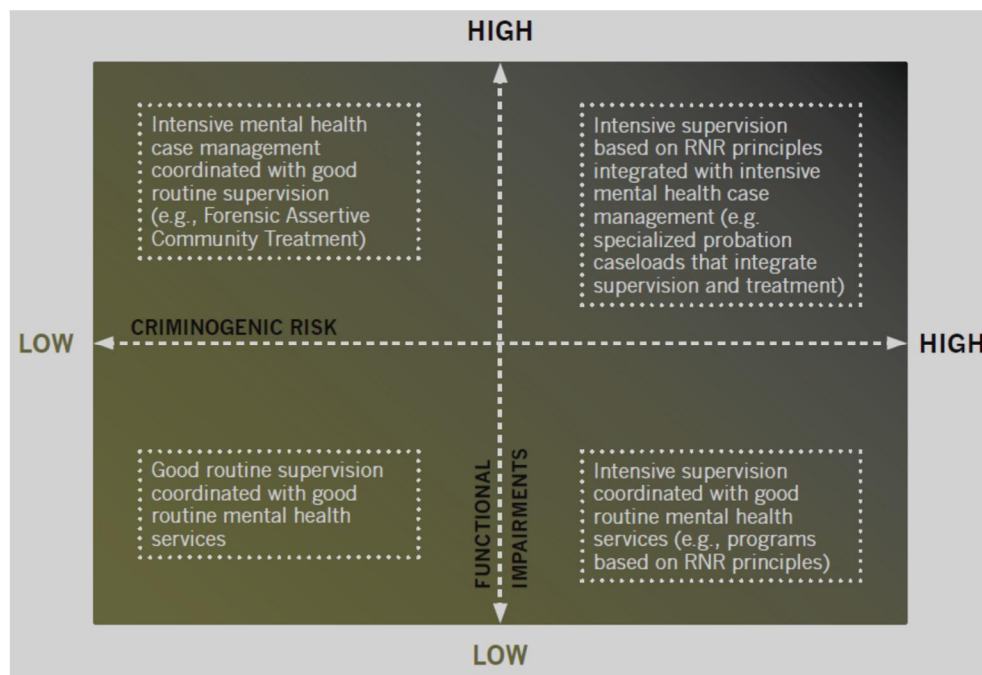 HIGH
Intensive mental health
case management
coordinated with good
routine supervision
(e.g., Forensic Assertive
Community Treatment)
Intensive supervision
based on RNR principles
integrated with intensive
mental health case
management (e.g.
specialized probation
caseloads that integrate
supervision and treatment)
CRIMINOGENIC RISK
LOW
HIGH
Good routine supervision
coordinated with good
routine mental health
services
FUNCTIONAL
IMPAIRMENTS
Intensive supervision
coordinated with good
routine mental health
services (e.g., programs
based on RNR principles)
LOW